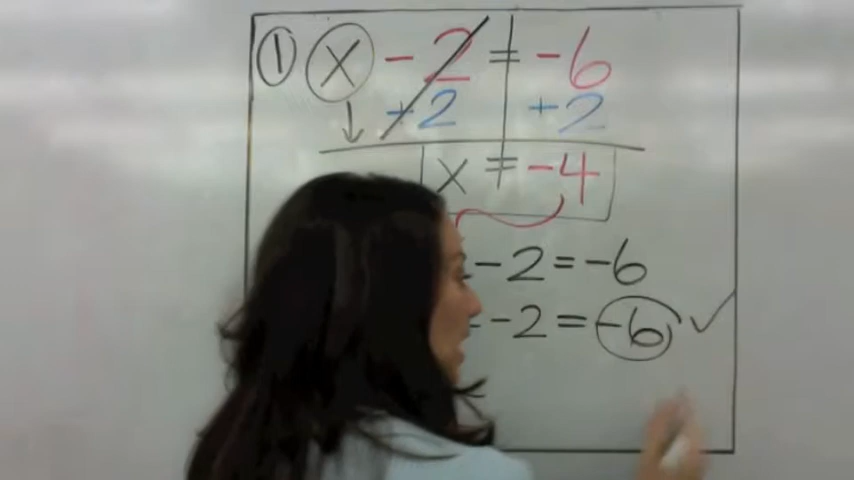 ① x - 2 = -6
+2 +2
x = -4
- 2 = -6
- 2 = -6 ✓